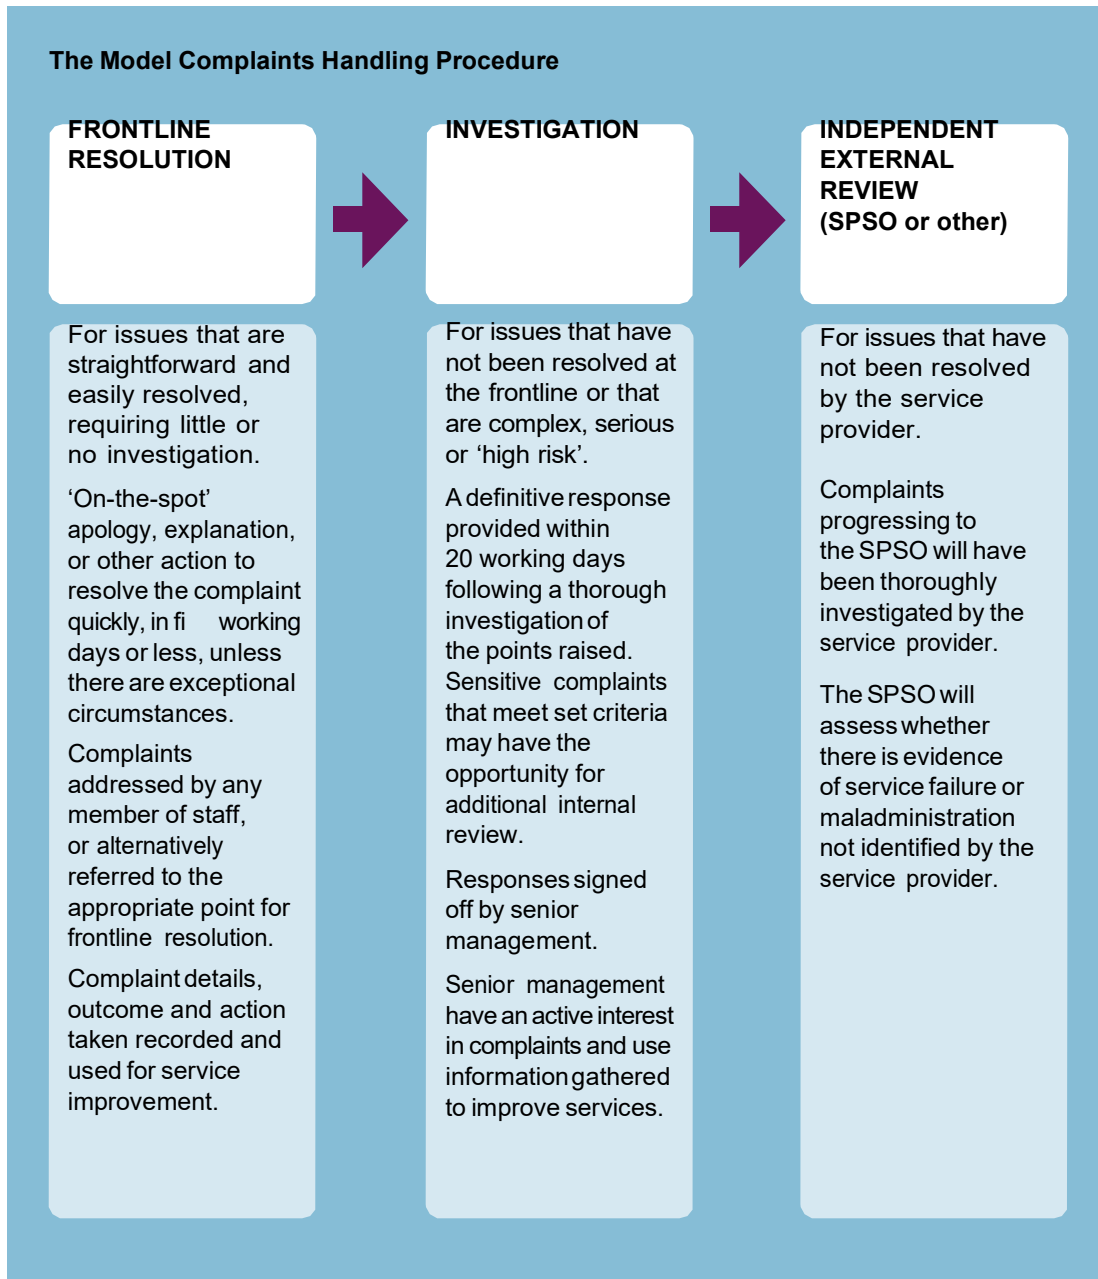 The Model Complaints Handling Procedure
FRONTLINE
RESOLUTION
For issues that are
straightforward and
easily resolved,
requiring little or
no investigation.
‘On-the-spot’
apology, explanation,
or other action to
resolve the complaint
quickly, in fi working
days or less, unless
there are exceptional
circumstances.
Complaints
addressed by any
member of staff,
or alternatively
referred to the
appropriate point for
frontline resolution.
Complaint details,
outcome and action
taken recorded and
used for service
improvement.
INVESTIGATION
For issues that have
not been resolved at
the frontline or that
are complex, serious
or ‘high risk’.
A definitive response
provided within
20 working days
following a thorough
investigation of
the points raised.
Sensitive complaints
that meet set criteria
may have the
opportunity for
additional internal
review.
Responses signed
off by senior
management.
Senior management
have an active interest
in complaints and use
information gathered
to improve services.
INDEPENDENT
EXTERNAL
REVIEW
(SPSO or other)
For issues that have
not been resolved
by the service
provider.
Complaints
progressing to
the SPSO will have
been thoroughly
investigated by the
service provider.
The SPSO will
assess whether
there is evidence
of service failure or
maladministration
not identified by the
service provider.